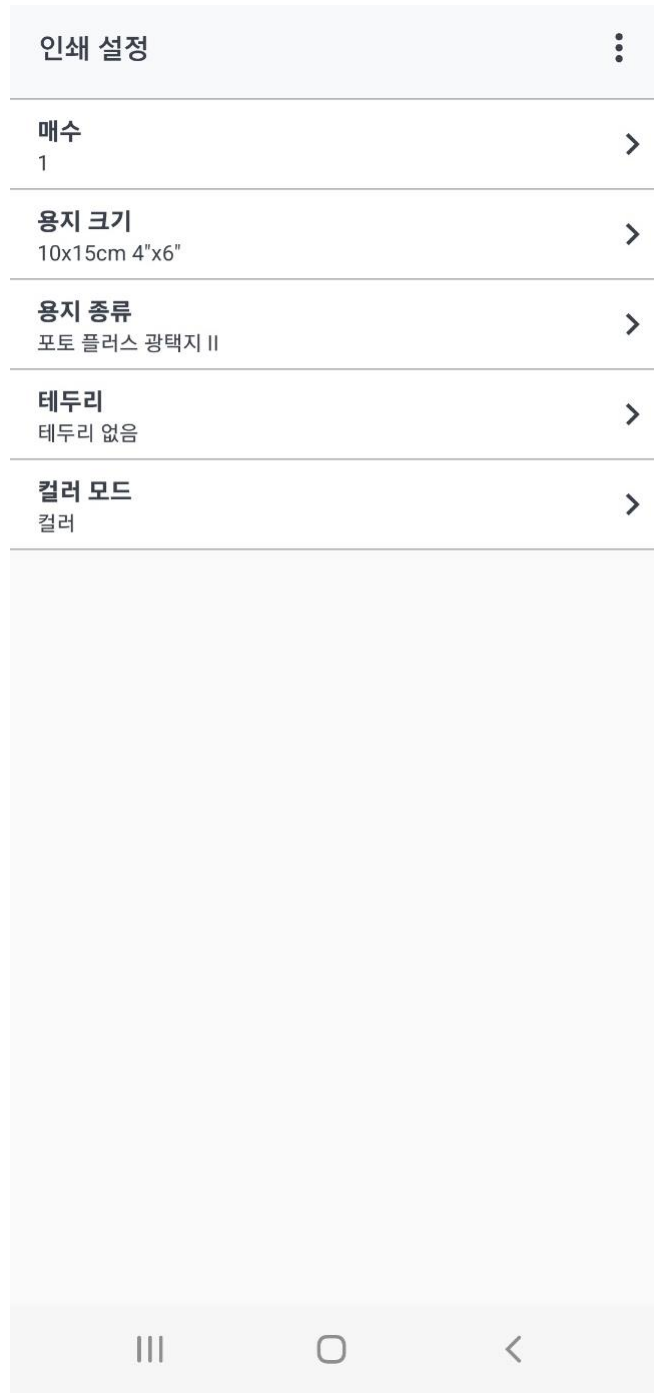 인쇄 설정
매수
1
용지 크기
10x15cm 4"x6"
용지 종류
포토 플러스 광택지 II
테두리
테두리 없음
컬러 모드
컬러